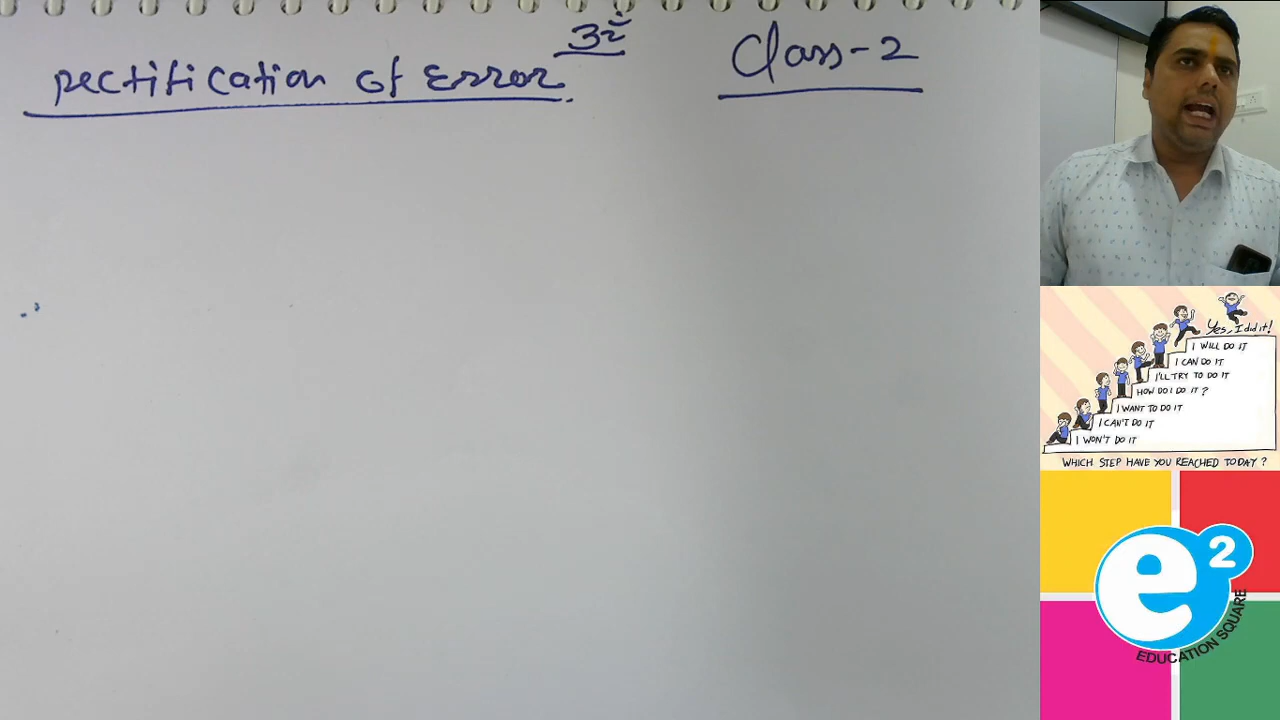 Rectification of Error
Class-2
Yes, I did it!
I WILL DO IT
I CAN DO IT
I'LL TRY TO DO IT
HOW DO I DO IT?
I WANT TO DO IT
I CAN'T DO IT
I WON'T DO IT
WHICH STEP HAVE YOU REACHED TODAY?
e2
EDUCATION SQUARE